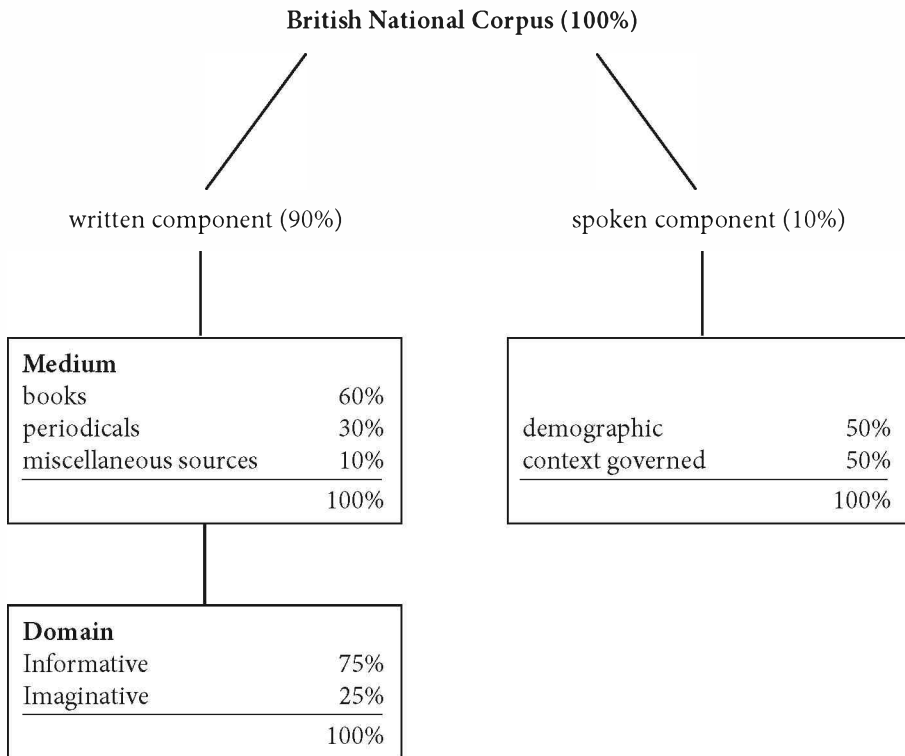 British National Corpus (100%)
written component (90%)
spoken component (10%)
Medium
books 60%
periodicals 30%
miscellaneous sources 10%
100%
demographic 50%
context governed 50%
100%
Domain
Informative 75%
Imaginative 25%
100%